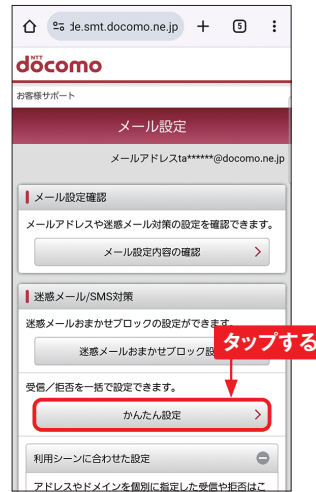 de.smt.docomo.ne.jp
5
NTT
döcomo
お客様サポート
メール設定
メールアドレスta******@docomo.ne.jp
メール設定確認
メールアドレスや迷惑メール対策の設定を確認できます。
メール設定内容の確認
迷惑メール/SMS対策
迷惑メールおまかせブロックの設定ができます。
タップする
迷惑メールおまかせブロック設
受信/拒否を一括で設定できます。
かんたん設定
利用シーンに合わせた設定
アドレスやドメインを個別に指定した受信や拒否はこ